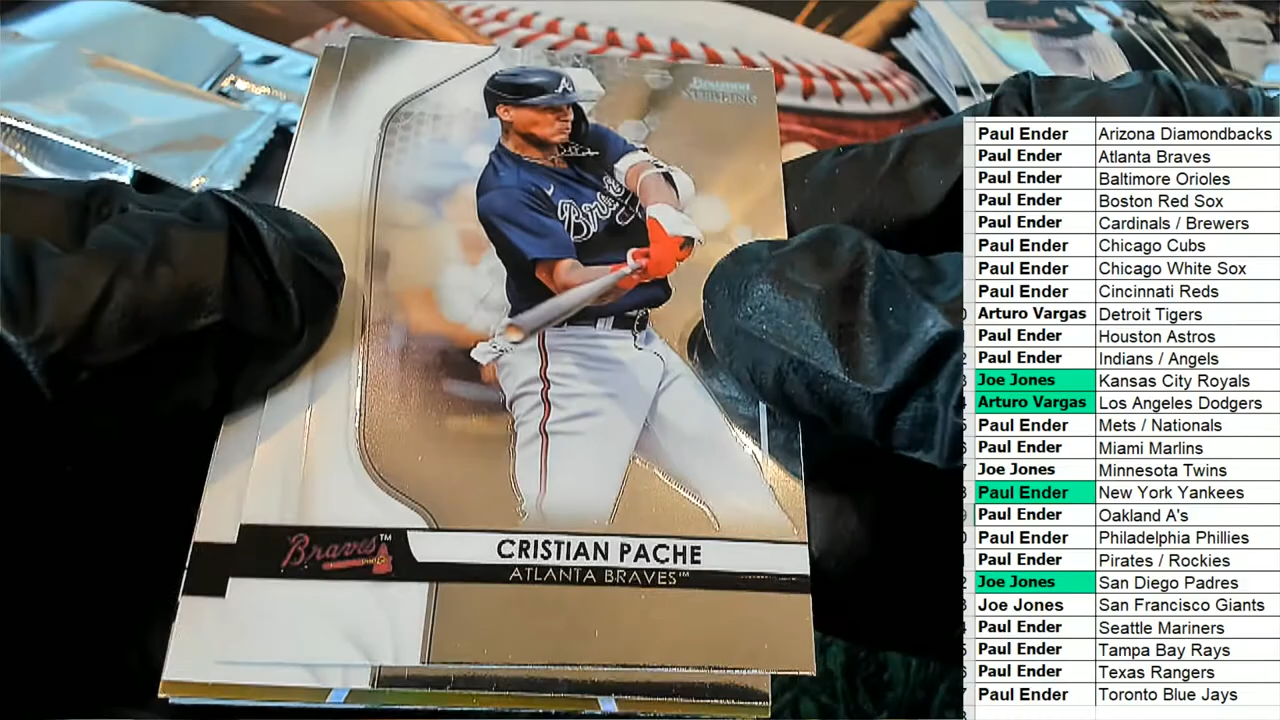 Bowman
STERLING
Braves
Braves™
CRISTIAN PACHE
ATLANTA BRAVES™
Paul Ender Arizona Diamondbacks
Paul Ender Atlanta Braves
Paul Ender Baltimore Orioles
Paul Ender Boston Red Sox
Paul Ender Cardinals / Brewers
Paul Ender Chicago Cubs
Paul Ender Chicago White Sox
Paul Ender Cincinnati Reds
Arturo Vargas Detroit Tigers
Paul Ender Houston Astros
Paul Ender Indians / Angels
Joe Jones Kansas City Royals
Arturo Vargas Los Angeles Dodgers
Paul Ender Mets / Nationals
Paul Ender Miami Marlins
Joe Jones Minnesota Twins
Paul Ender New York Yankees
Paul Ender Oakland A's
Paul Ender Philadelphia Phillies
Paul Ender Pirates / Rockies
Joe Jones San Diego Padres
Joe Jones San Francisco Giants
Paul Ender Seattle Mariners
Paul Ender Tampa Bay Rays
Paul Ender Texas Rangers
Paul Ender Toronto Blue Jays